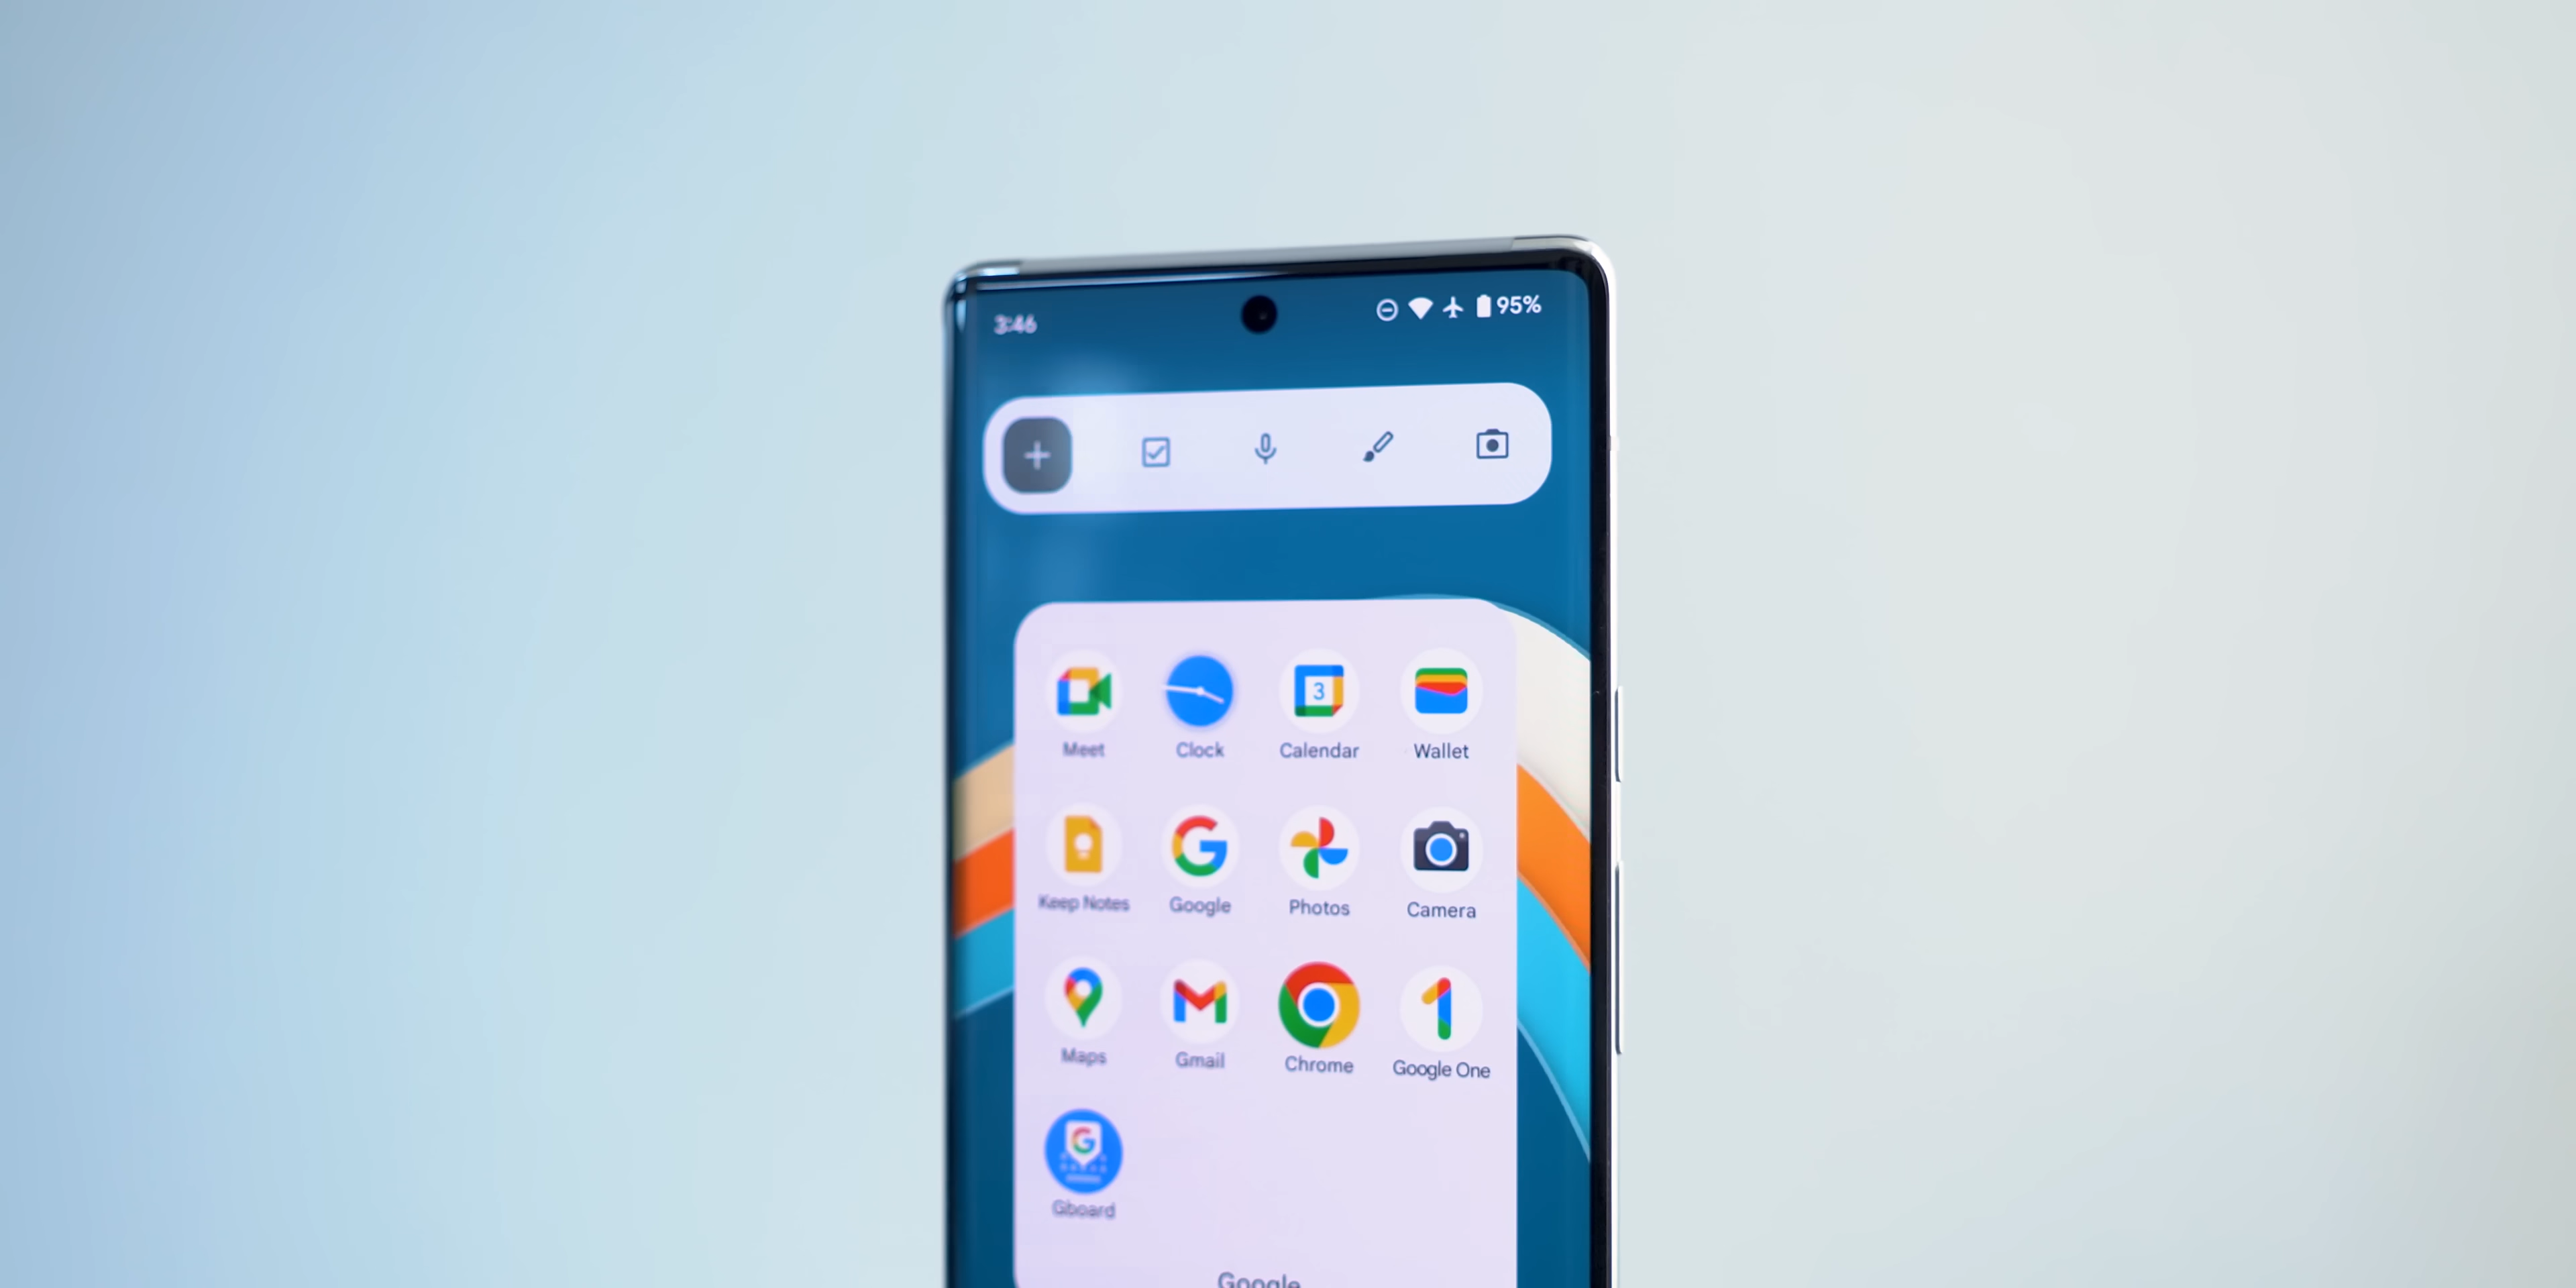 3:46 95%
Meet Clock Calendar Wallet
3
Keep Notes Google Photos Camera
Maps Gmail Chrome Google One
Gboard
Google